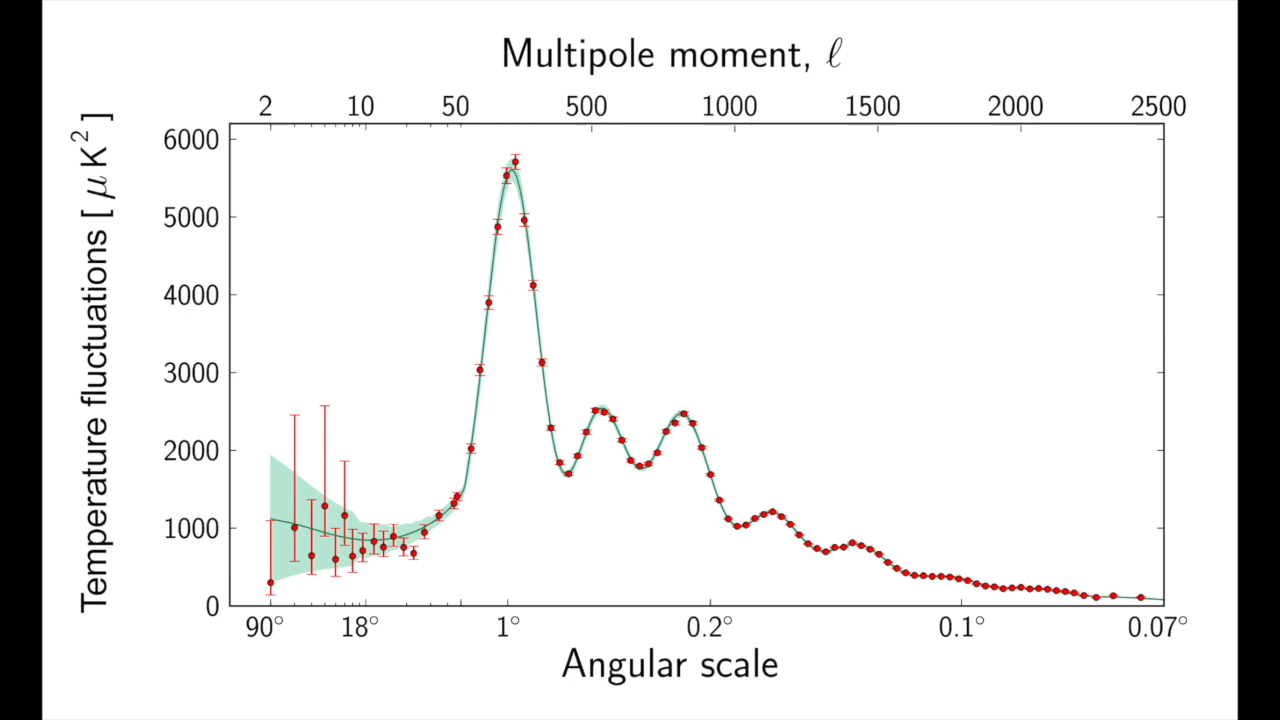 Multipole moment, ℓ
2 10 50 500 1000 1500 2000 2500
Temperature fluctuations [ μ K² ]
6000
5000
4000
3000
2000
1000
0
90° 18° 1° 0.2° 0.1° 0.07°
Angular scale